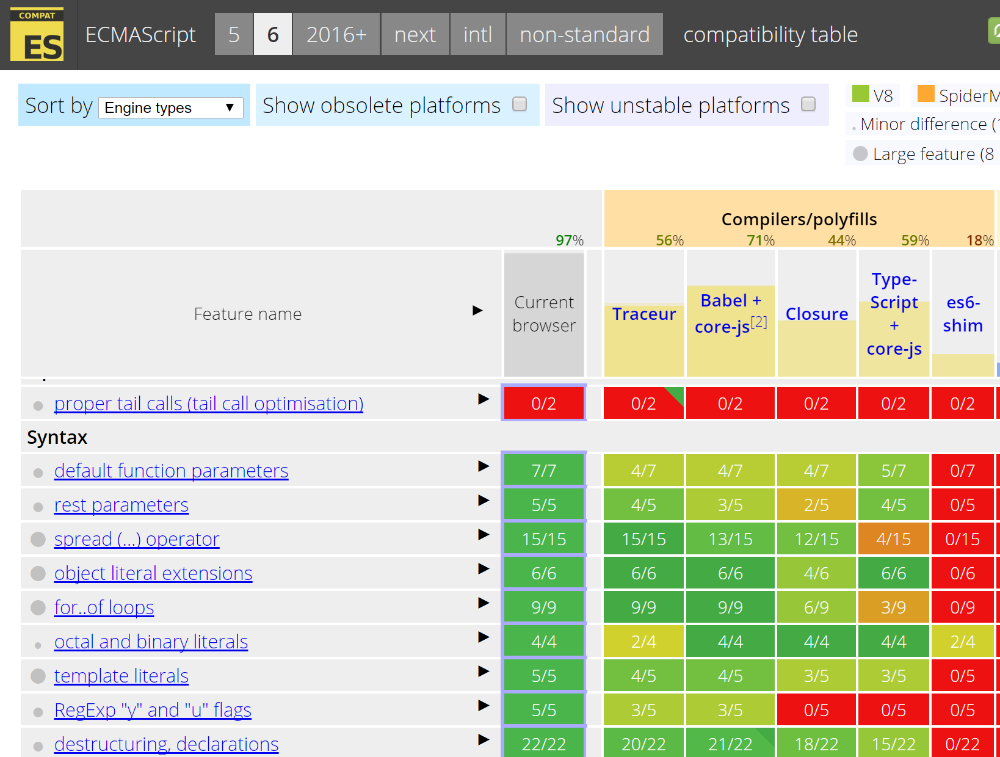 COMPAT
ES
ECMAScript 5 6 2016+ next intl non-standard compatibility table
Sort by Engine types ▼ Show obsolete platforms Show unstable platforms
V8
Minor difference
Large feature (8
Compilers/polyfills
97% 56% 71% 44% 59% 18%
Feature name ▶ Current browser Traceur Babel + core-js[2] Closure Type-Script + core-js es6-shim
proper tail calls (tail call optimisation) ▶ 0/2 0/2 0/2 0/2 0/2 0/2
Syntax
default function parameters ▶ 7/7 4/7 4/7 4/7 5/7 0/7
rest parameters ▶ 5/5 4/5 3/5 2/5 4/5 0/5
spread (...) operator ▶ 15/15 15/15 13/15 12/15 4/15 0/15
object literal extensions ▶ 6/6 6/6 6/6 4/6 6/6 0/6
for..of loops ▶ 9/9 9/9 9/9 6/9 3/9 0/9
octal and binary literals ▶ 4/4 2/4 4/4 4/4 4/4 2/4
template literals ▶ 5/5 4/5 4/5 3/5 3/5 0/5
RegExp "y" and "u" flags ▶ 5/5 3/5 3/5 0/5 0/5 0/5
destructuring, declarations ▶ 22/22 20/22 21/22 18/22 15/22 0/22